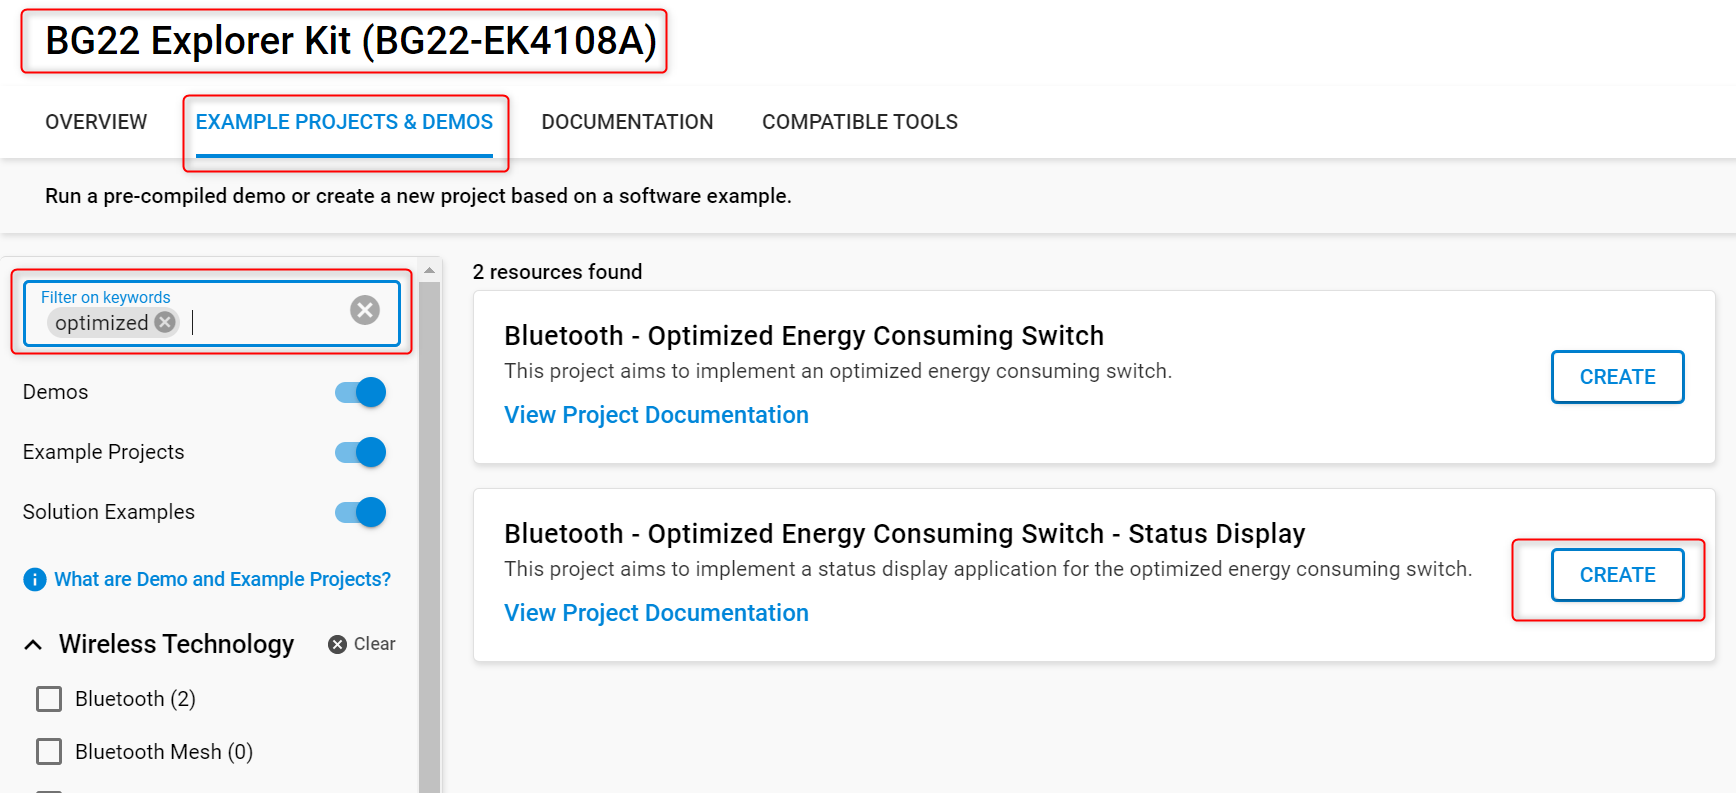 BG22 Explorer Kit (BG22-EK4108A)
OVERVIEW EXAMPLE PROJECTS & DEMOS DOCUMENTATION COMPATIBLE TOOLS
Run a pre-compiled demo or create a new project based on a software example.
Filter on keywords
optimized
Demos
Example Projects
Solution Examples
What are Demo and Example Projects?
Wireless Technology Clear
Bluetooth (2)
Bluetooth Mesh (0)
2 resources found
Bluetooth - Optimized Energy Consuming Switch
This project aims to implement an optimized energy consuming switch.
View Project Documentation
CREATE
Bluetooth - Optimized Energy Consuming Switch - Status Display
This project aims to implement a status display application for the optimized energy consuming switch.
View Project Documentation
CREATE